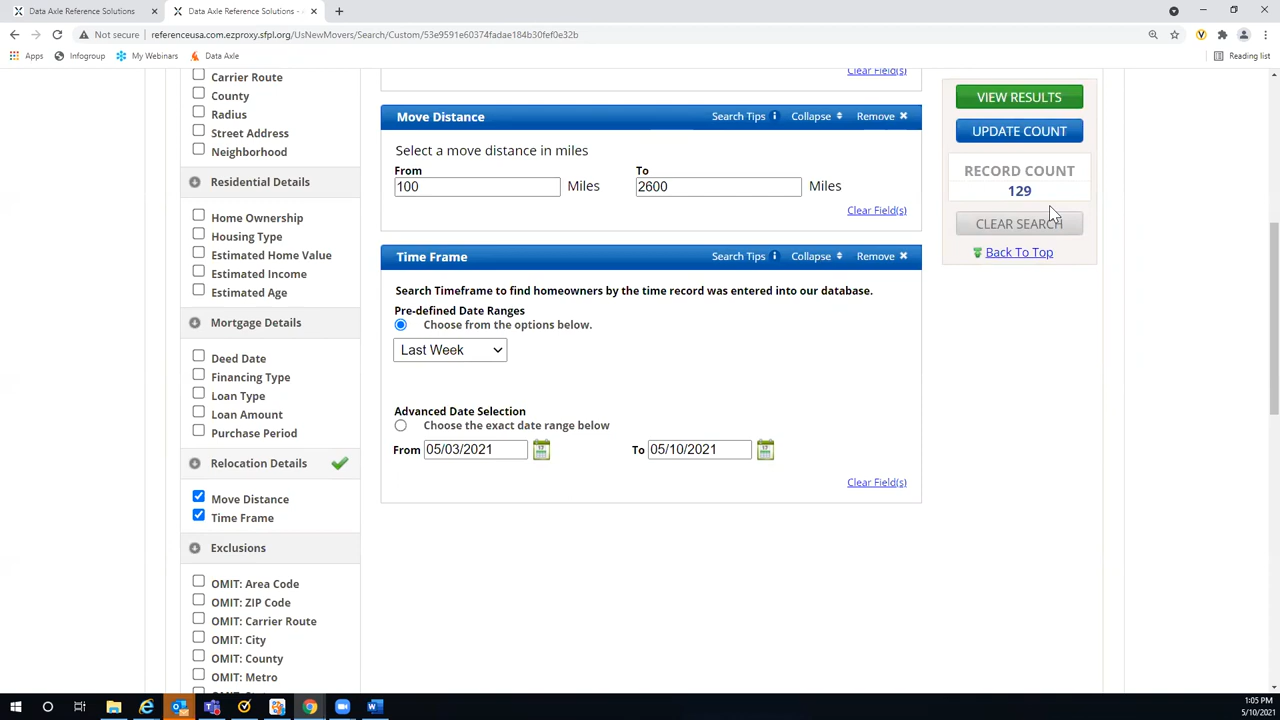 Data Axle Reference Solutions
Data Axle Reference Solutions -
Not secure
referenceusa.com.ezproxy.sfpl.org/UsNewMovers/Search/Custom/53e9591e60374fadae184b30fef0e32b
Apps
Infogroup
My Webinars
Data Axle
Reading list
Carrier Route
County
Radius
Street Address
Neighborhood
Residential Details
Home Ownership
Housing Type
Estimated Home Value
Estimated Income
Estimated Age
Mortgage Details
Deed Date
Financing Type
Loan Type
Loan Amount
Purchase Period
Relocation Details
Move Distance
Time Frame
Exclusions
OMIT: Area Code
OMIT: ZIP Code
OMIT: Carrier Route
OMIT: City
OMIT: County
OMIT: Metro
Clear Field(s)
Move Distance
Search Tips
Collapse
Remove
Select a move distance in miles
From
To
100 Miles
2600 Miles
Clear Field(s)
Time Frame
Search Tips
Collapse
Remove
Search Timeframe to find homeowners by the time record was entered into our database.
Pre-defined Date Ranges
Choose from the options below.
Last Week
Advanced Date Selection
Choose the exact date range below
From 05/03/2021
To 05/10/2021
Clear Field(s)
VIEW RESULTS
UPDATE COUNT
RECORD COUNT
129
CLEAR SEARCH
Back To Top
1:05 PM
5/10/2021